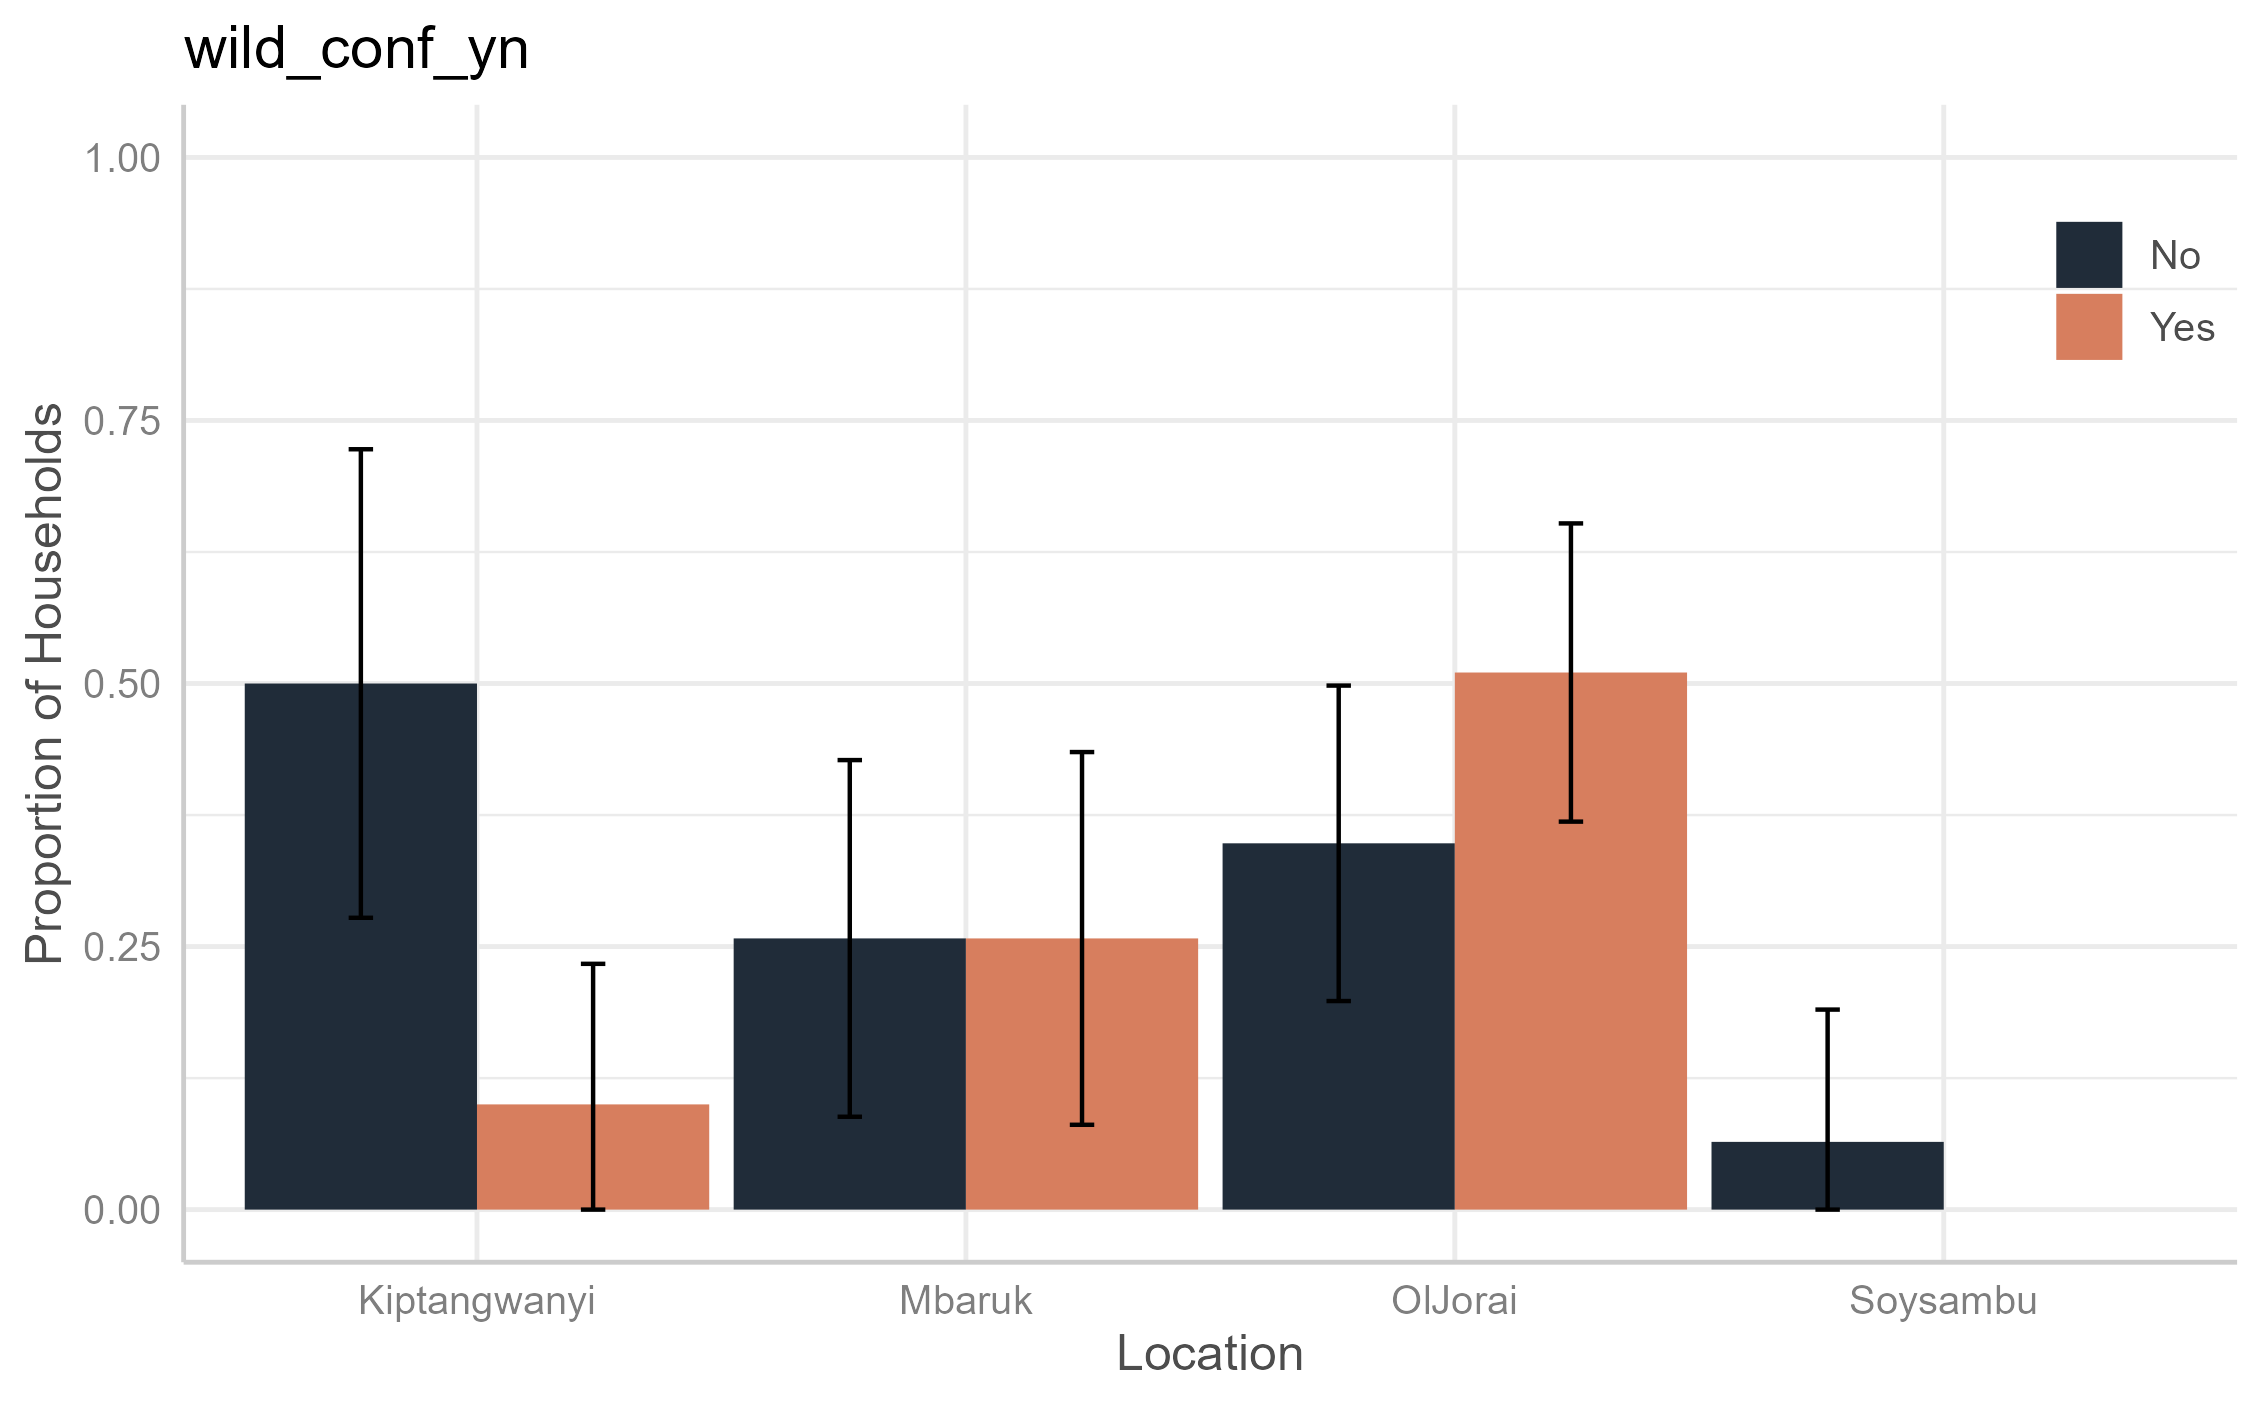 wild_conf_yn
1.00
0.75
0.50
0.25
0.00
Proportion of Households
No
Yes
Kiptangwanyi
Mbaruk
OlJorai
Soysambu
Location